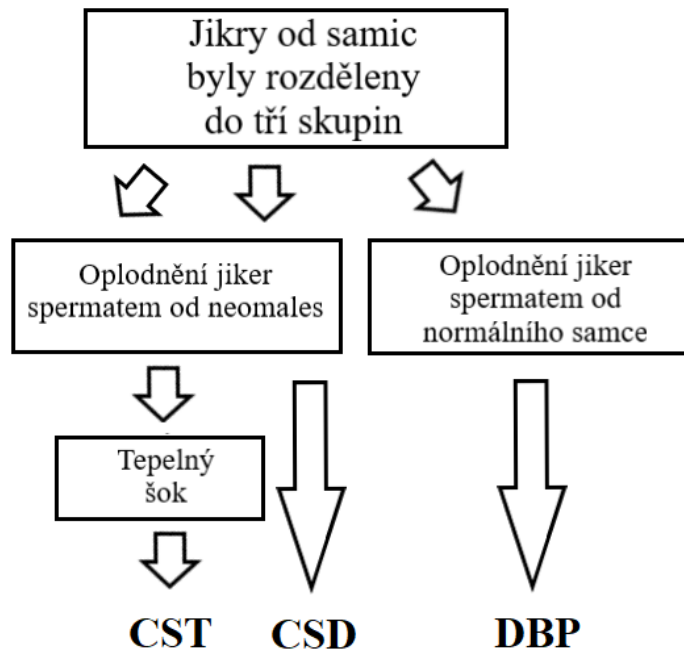 Jikry od samic
byly rozděleny
do tří skupin
Oplodnění jiker
spermatem od neomales
Oplodnění jiker
spermatem od
normálního samce
Tepelný
šok
CST
CSD
DBP